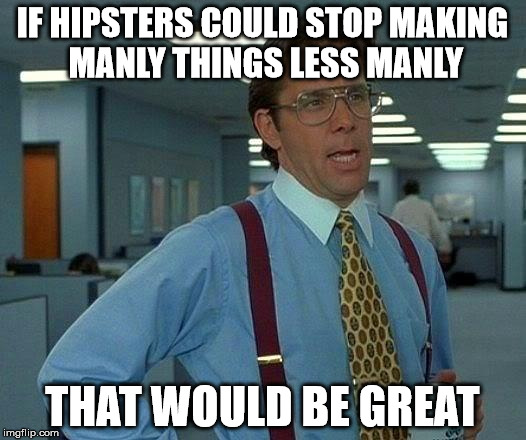 IF HIPSTERS COULD STOP MAKING
MANLY THINGS LESS MANLY
THAT WOULD BE GREAT
imgflip.com